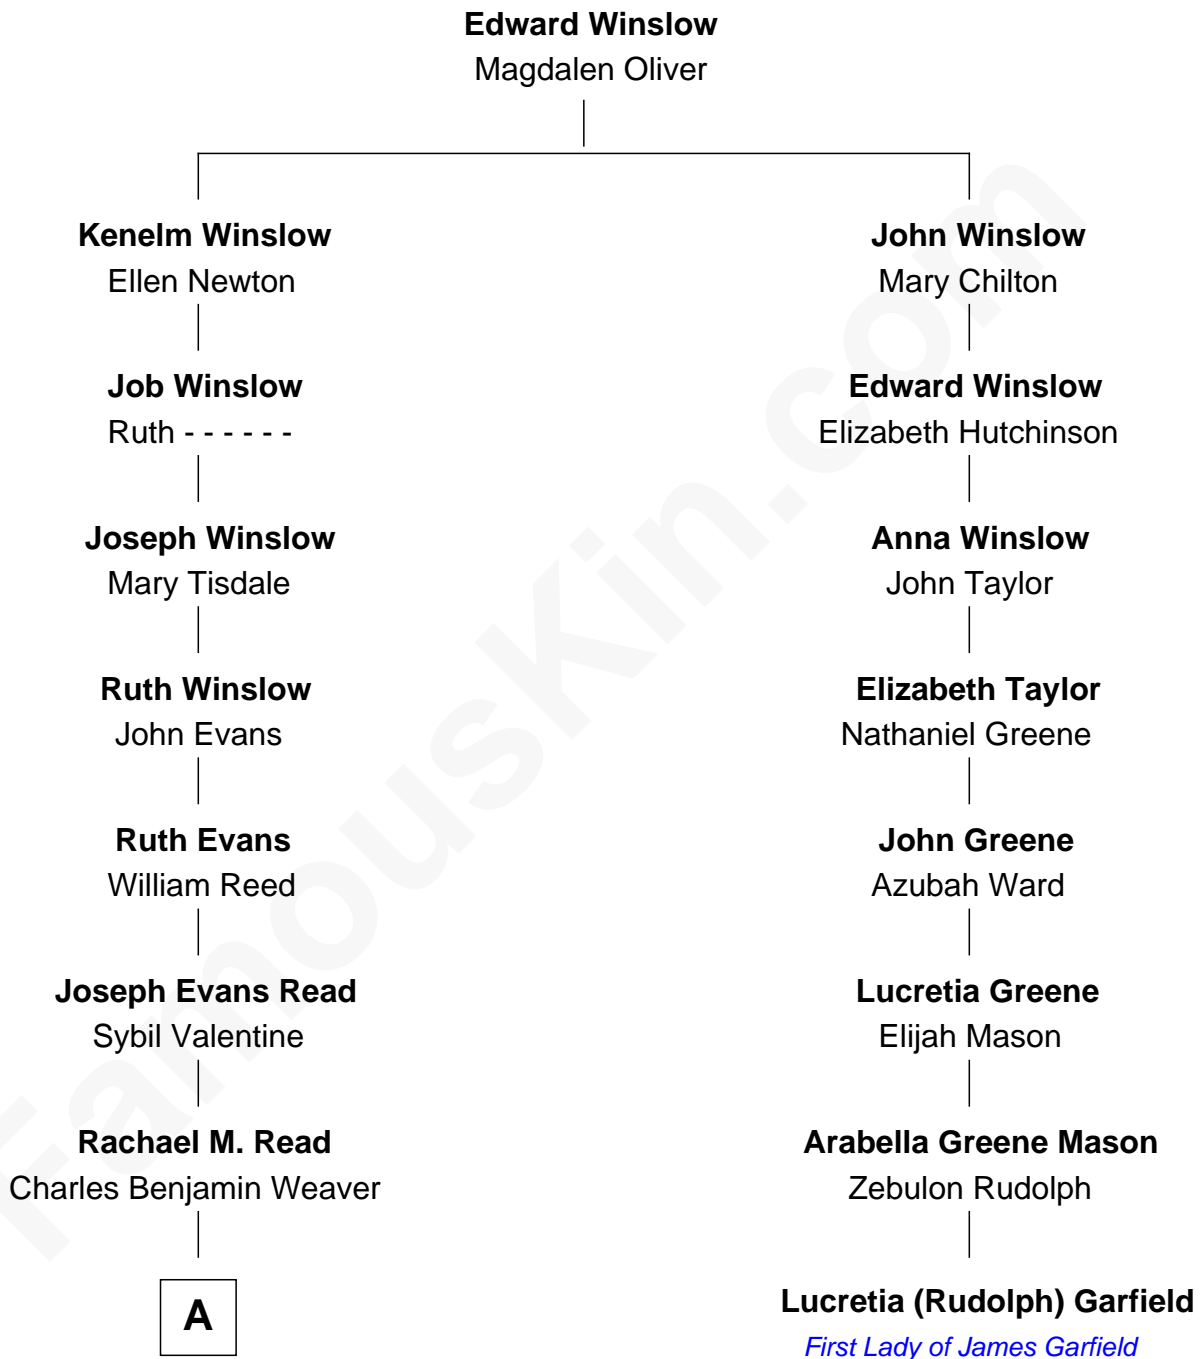 Edward Winslow
Magdalen Oliver
Kenelm Winslow
Ellen Newton
Job Winslow
Ruth - - - - - -
Joseph Winslow
Mary Tisdale
Ruth Winslow
John Evans
Ruth Evans
William Reed
Joseph Evans Read
Sybil Valentine
Rachael M. Read
Charles Benjamin Weaver
A
John Winslow
Mary Chilton
Edward Winslow
Elizabeth Hutchinson
Anna Winslow
John Taylor
Elizabeth Taylor
Nathaniel Greene
John Greene
Azubah Ward
Lucretia Greene
Elijah Mason
Arabella Greene Mason
Zebulon Rudolph
Lucretia (Rudolph) Garfield
First Lady of James Garfield
FamousKin.com